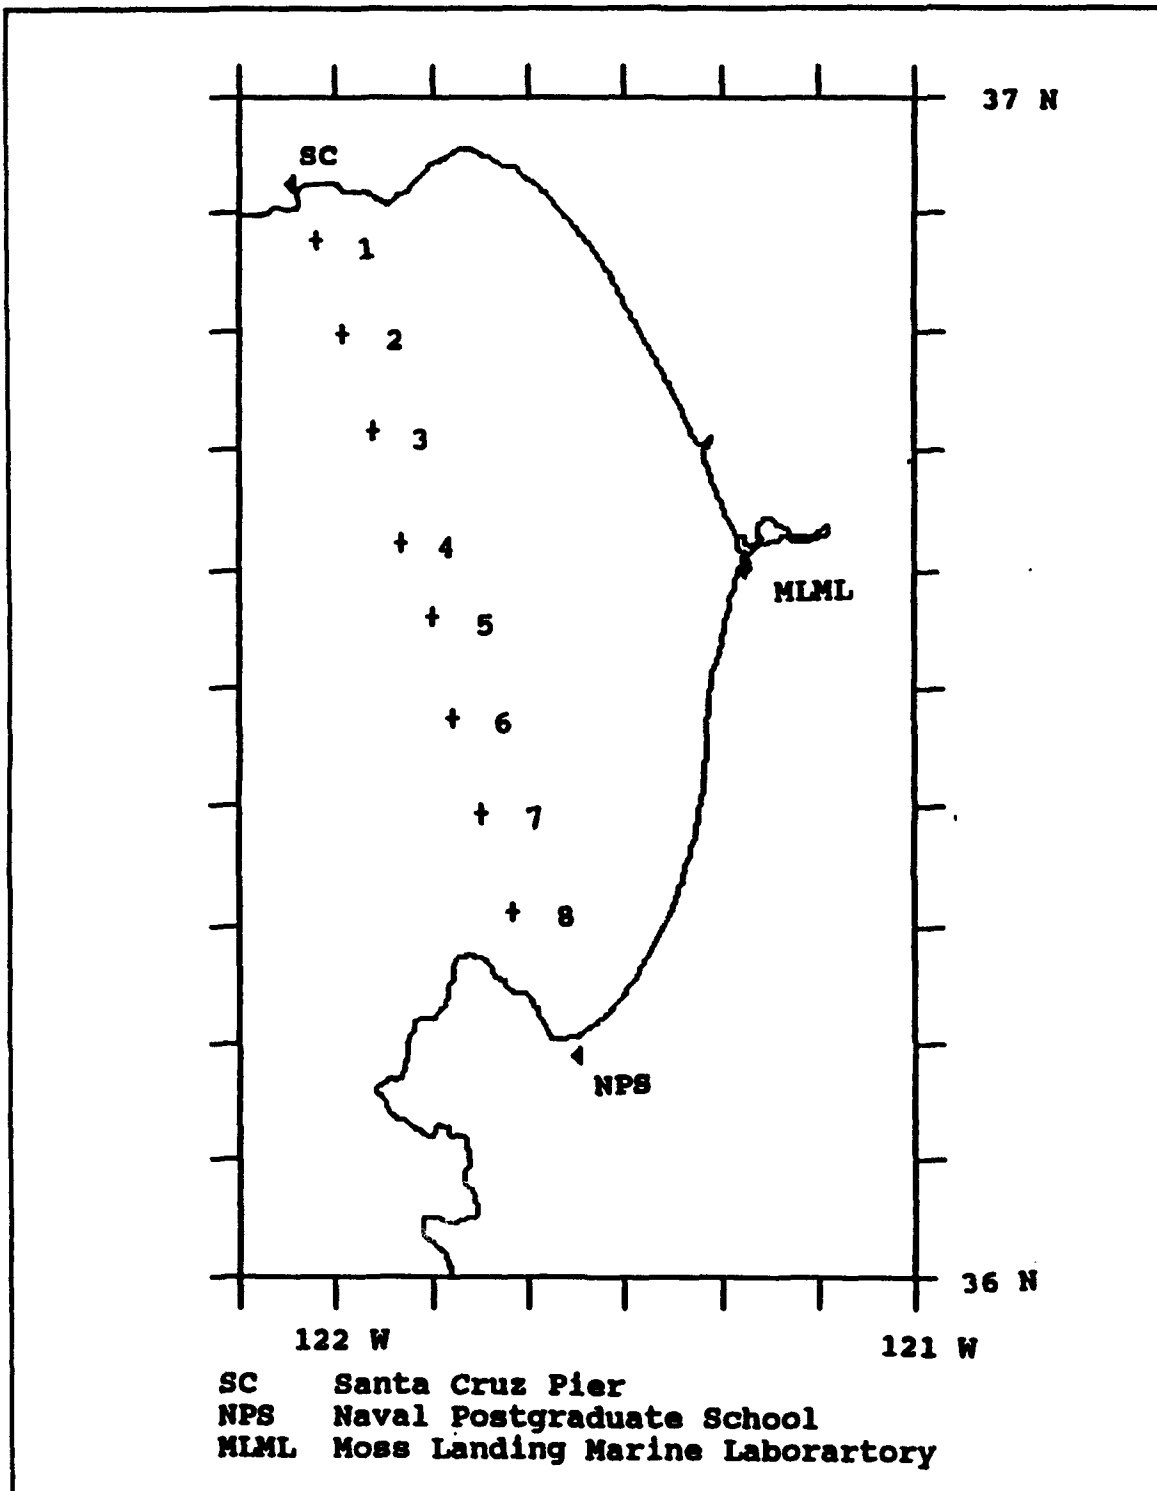 37 N
SC
1
2
3
4
MLML
5
6
7
8
NPS
36 N
122 W
121 W
SC Santa Cruz Pier
NPS Naval Postgraduate School
MLML Moss Landing Marine Laborartory